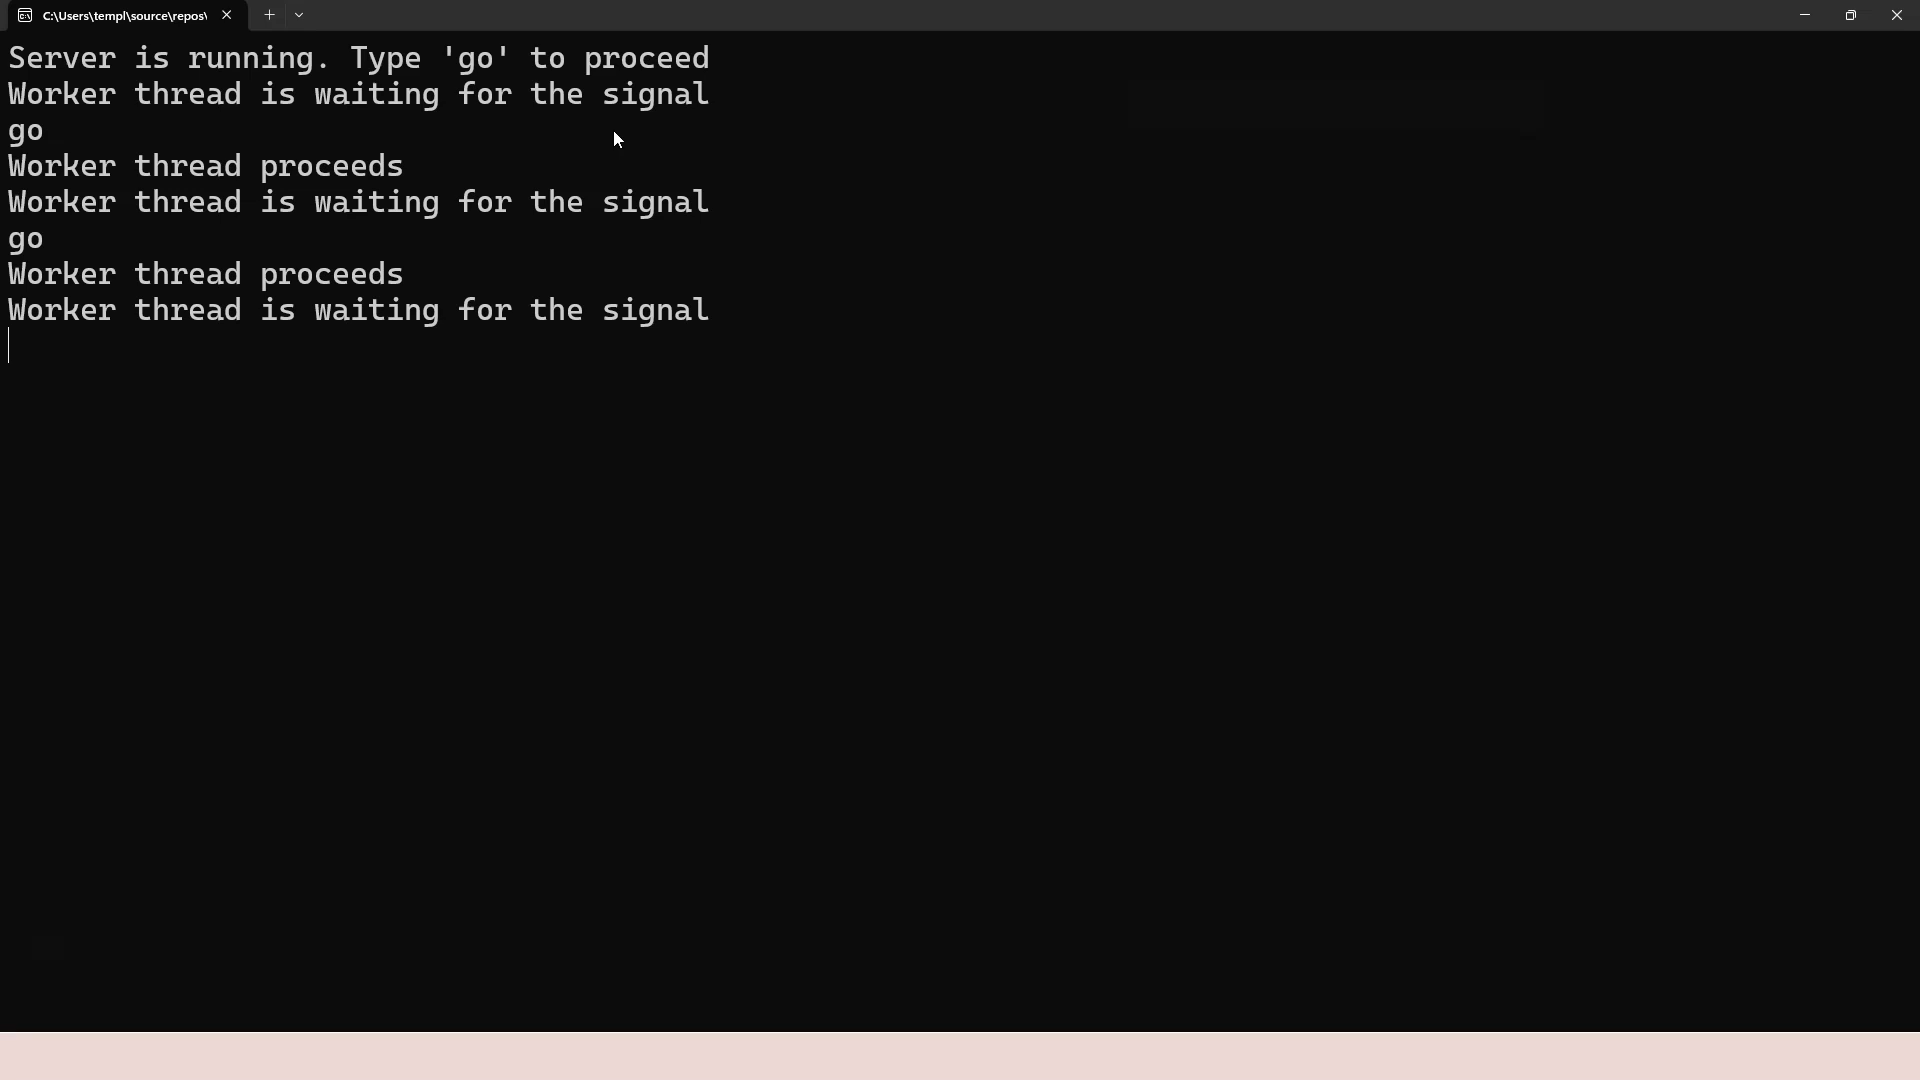 C:\Users\templ\source\repos\
Server is running. Type 'go' to proceed
Worker thread is waiting for the signal
go
Worker thread proceeds
Worker thread is waiting for the signal
go
Worker thread proceeds
Worker thread is waiting for the signal